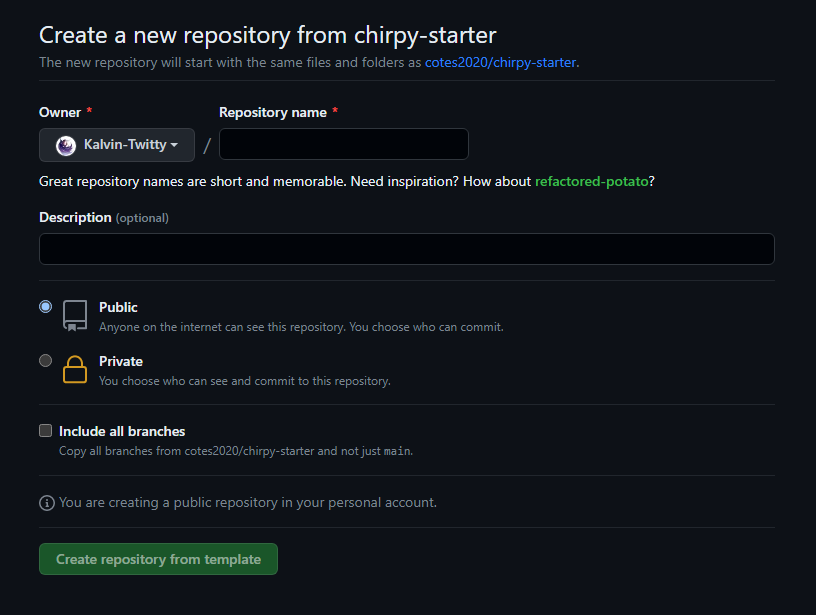 Create a new repository from chirpy-starter
The new repository will start with the same files and folders as cotes2020/chirpy-starter.
Owner * Repository name *
Kalvin-Twitty /
Great repository names are short and memorable. Need inspiration? How about refactored-potato?
Description (optional)
Public
Anyone on the internet can see this repository. You choose who can commit.
Private
You choose who can see and commit to this repository.
Include all branches
Copy all branches from cotes2020/chirpy-starter and not just main.
You are creating a public repository in your personal account.
Create repository from template